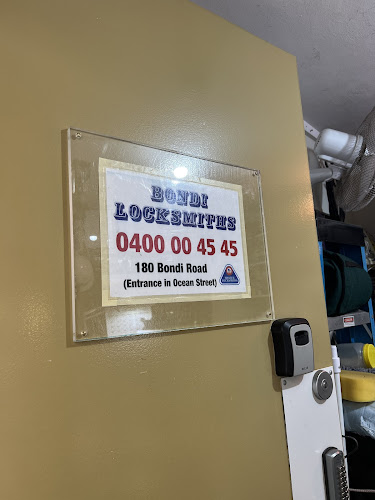 BONDI
LOCKSMITHS
0400 00 45 45
180 Bondi Road
(Entrance in Ocean Street)